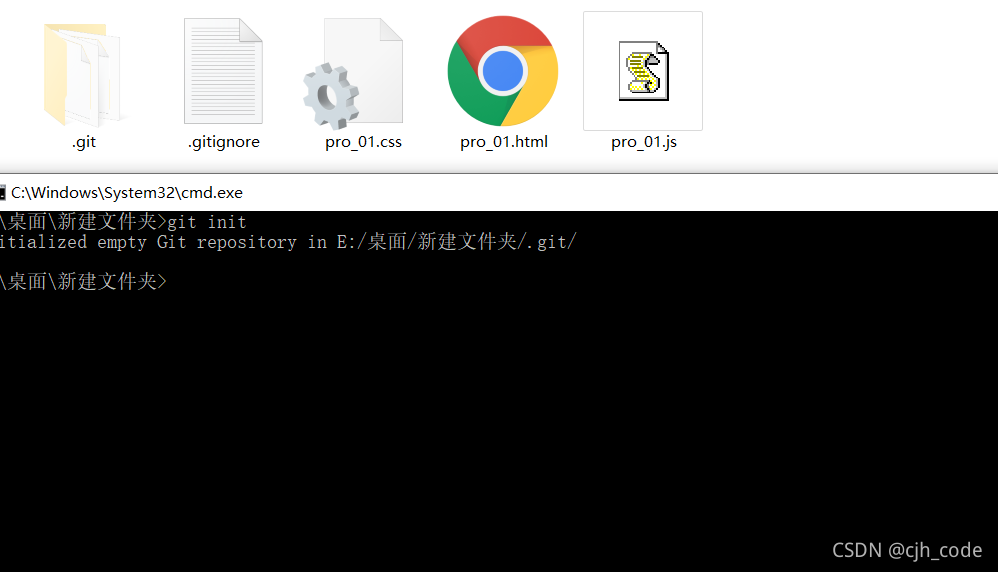 .git
.gitignore
pro_01.css
pro_01.html
pro_01.js
C:\Windows\System32\cmd.exe
\桌面\新建文件夹>git init
itialized empty Git repository in E:/桌面/新建文件夹/.git/
\桌面\新建文件夹>
CSDN @cjh_code